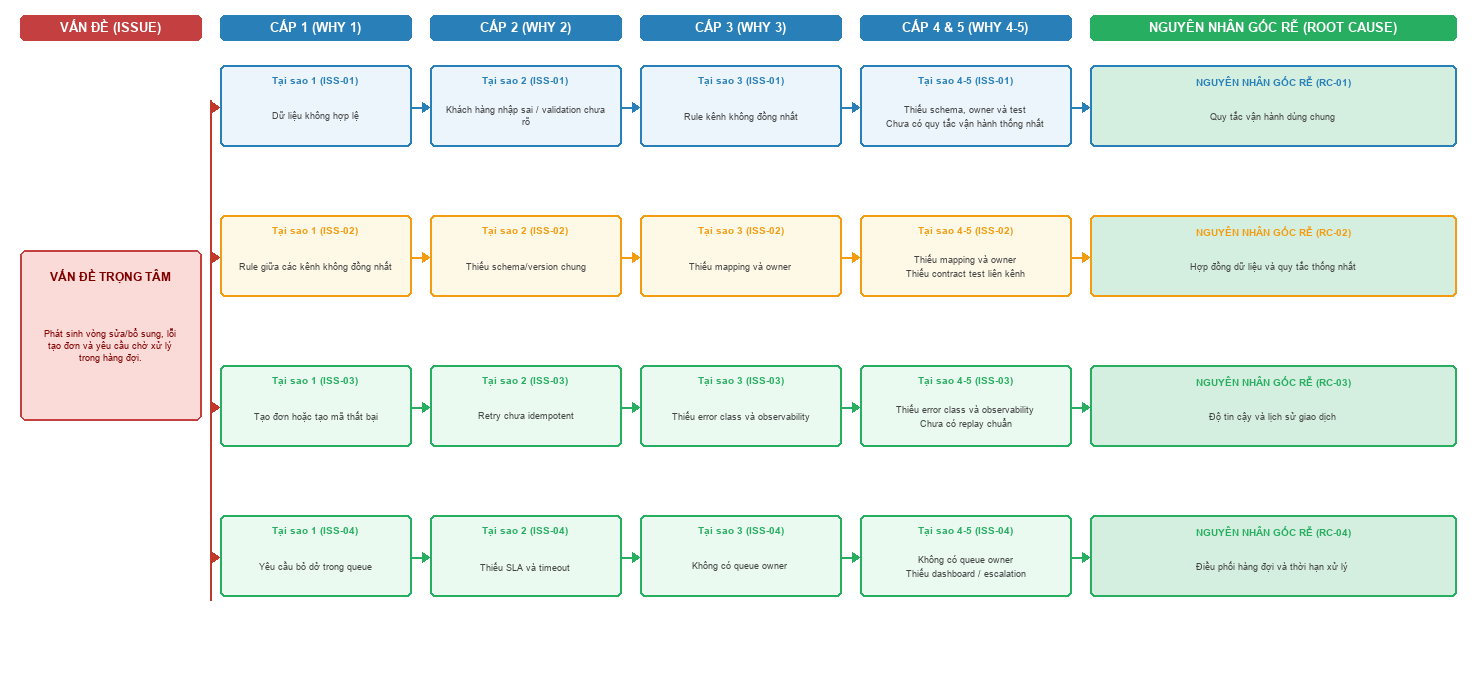 VẤN ĐỀ (ISSUE)
CẤP 1 (WHY 1)
CẤP 2 (WHY 2)
CẤP 3 (WHY 3)
CẤP 4 & 5 (WHY 4-5)
NGUYÊN NHÂN GỐC RỄ (ROOT CAUSE)
Tại sao 1 (ISS-01)
Dữ liệu không hợp lệ
Tại sao 2 (ISS-01)
Khách hàng nhập sai / validation chưa
rõ
Tại sao 3 (ISS-01)
Rule kênh không đồng nhất
Tại sao 4-5 (ISS-01)
Thiếu schema, owner và test
Chưa có quy tắc vận hành thống nhất
NGUYÊN NHÂN GỐC RỄ (RC-01)
Quy tắc vận hành dùng chung
Tại sao 1 (ISS-02)
Rule giữa các kênh không đồng nhất
Tại sao 2 (ISS-02)
Thiếu schema/version chung
Tại sao 3 (ISS-02)
Thiếu mapping và owner
Tại sao 4-5 (ISS-02)
Thiếu mapping và owner
Thiếu contract test liên kênh
NGUYÊN NHÂN GỐC RỄ (RC-02)
Hợp đồng dữ liệu và quy tắc thống nhất
VẤN ĐỀ TRỌNG TÂM
Phát sinh vòng sửa/bổ sung, lỗi
tạo đơn và yêu cầu chờ xử lý
trong hàng đợi.
Tại sao 1 (ISS-03)
Tạo đơn hoặc tạo mã thất bại
Tại sao 2 (ISS-03)
Retry chưa idempotent
Tại sao 3 (ISS-03)
Thiếu error class và observability
Tại sao 4-5 (ISS-03)
Thiếu error class và observability
Chưa có replay chuẩn
NGUYÊN NHÂN GỐC RỄ (RC-03)
Độ tin cậy và lịch sử giao dịch
Tại sao 1 (ISS-04)
Yêu cầu bỏ dở trong queue
Tại sao 2 (ISS-04)
Thiếu SLA và timeout
Tại sao 3 (ISS-04)
Không có queue owner
Tại sao 4-5 (ISS-04)
Không có queue owner
Thiếu dashboard / escalation
NGUYÊN NHÂN GỐC RỄ (RC-04)
Điều phối hàng đợi và thời hạn xử lý